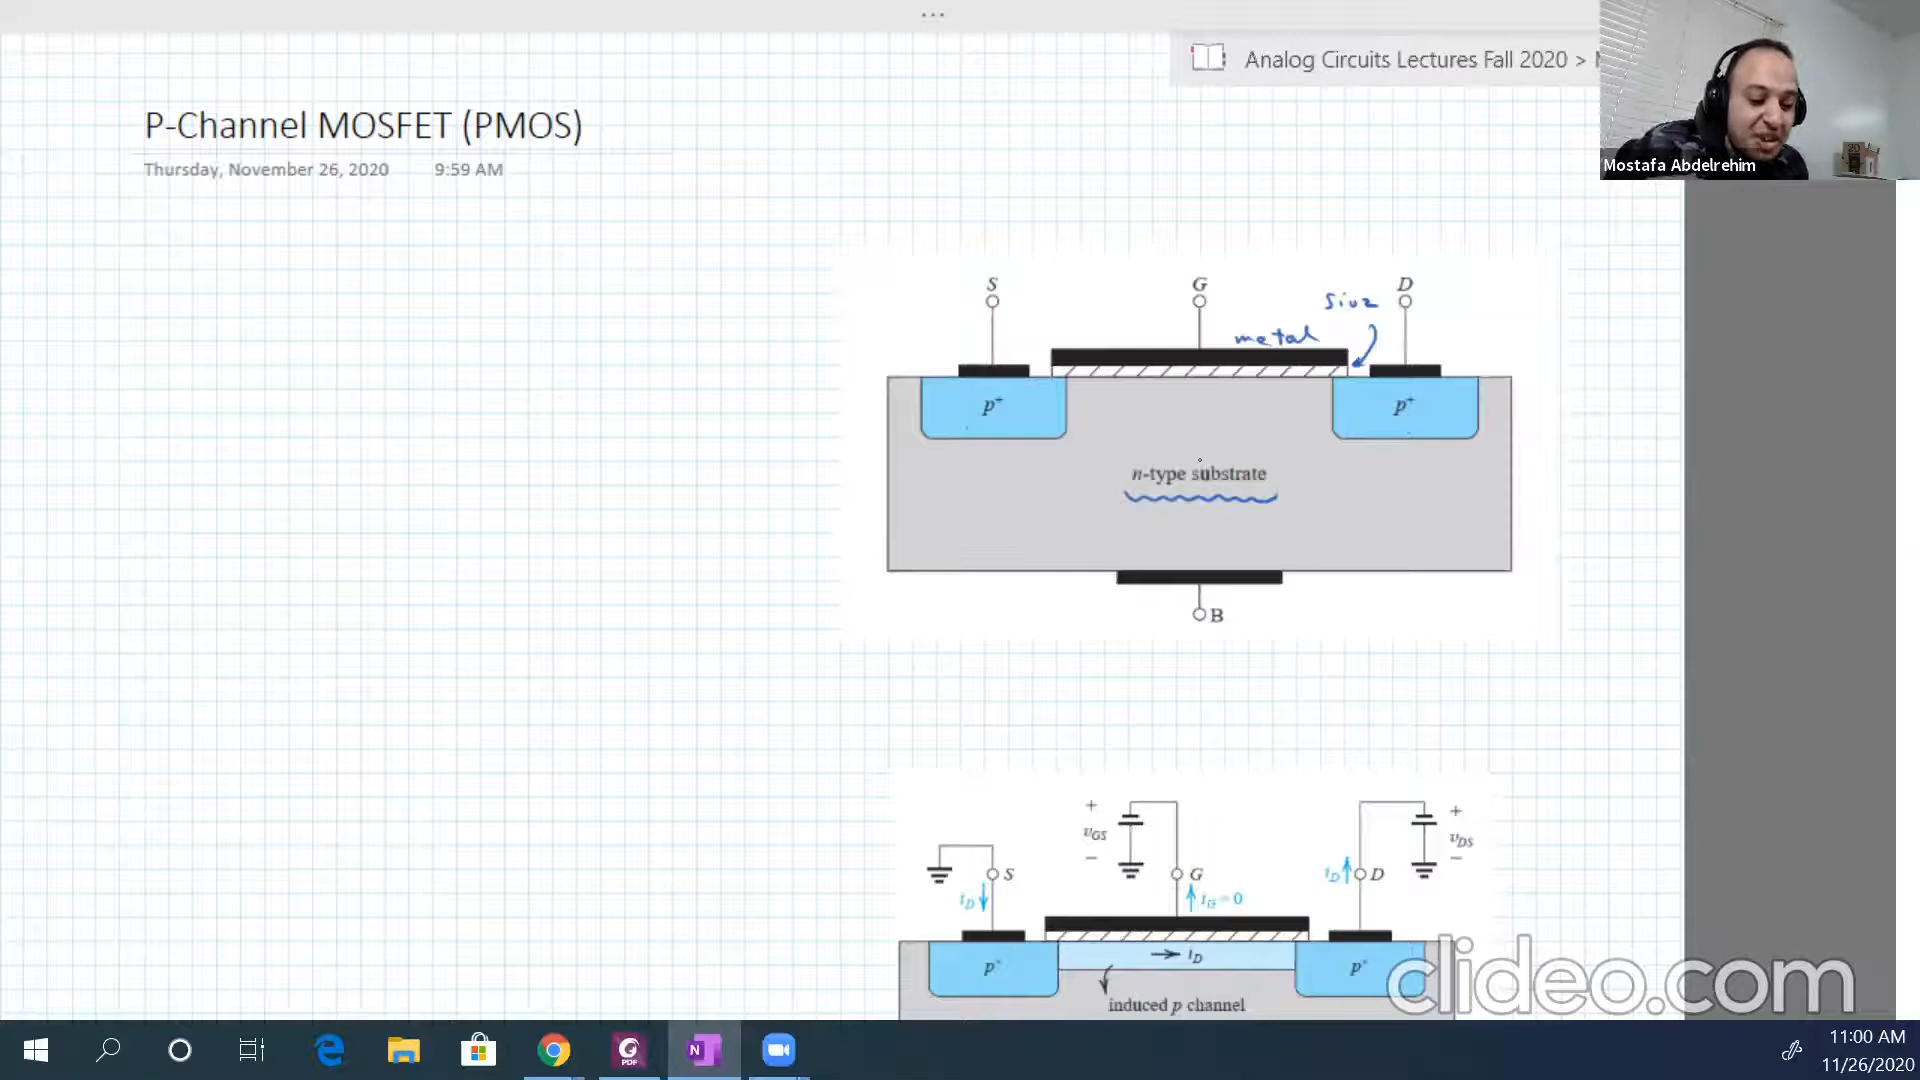 ...
Analog Circuits Lectures Fall 2020 >
P-Channel MOSFET (PMOS)
Thursday, November 26, 2020 9:59 AM
Mostafa Abdelrehim
S G D
metal
p+ p+
n-type substrate
B
+ +
vGS vDS
− −
S G D
iD iG = 0 iD
iD
p+ p+
induced p channel
clideo.com
PDF
N
11:00 AM
11/26/2020